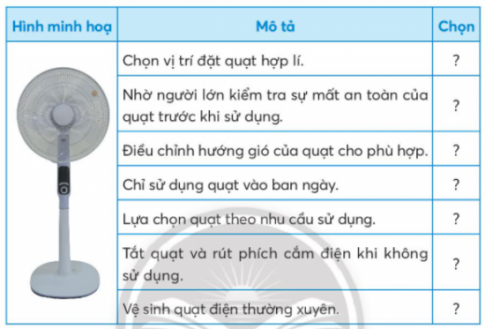 Hình minh hoạ Mô tả Chọn
Chọn vị trí đặt quạt hợp lí. ?
Nhờ người lớn kiểm tra sự mất an toàn của
quạt trước khi sử dụng. ?
Điều chỉnh hướng gió của quạt cho phù hợp. ?
Chỉ sử dụng quạt vào ban ngày. ?
Lựa chọn quạt theo nhu cầu sử dụng. ?
Tắt quạt và rút phích cắm điện khi không
sử dụng. ?
Vệ sinh quạt điện thường xuyên. ?